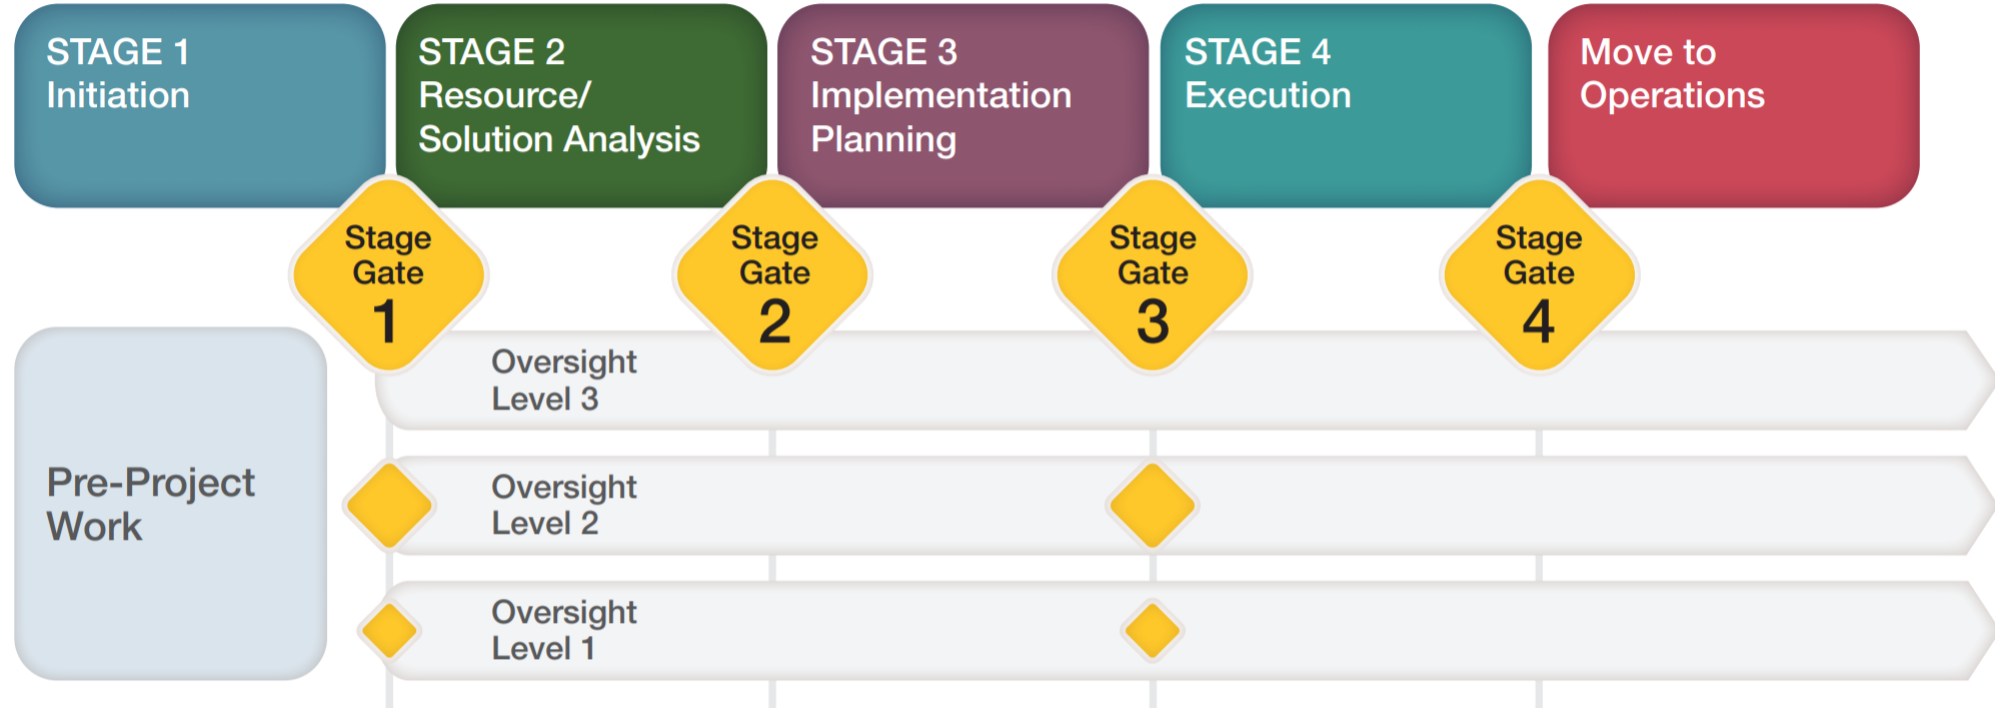 STAGE 1
Initiation
STAGE 2
Resource/
Solution Analysis
STAGE 3
Implementation
Planning
STAGE 4
Execution
Move to
Operations
Stage
Gate
1
Stage
Gate
2
Stage
Gate
3
Stage
Gate
4
Pre-Project
Work
Oversight
Level 3
Oversight
Level 2
Oversight
Level 1